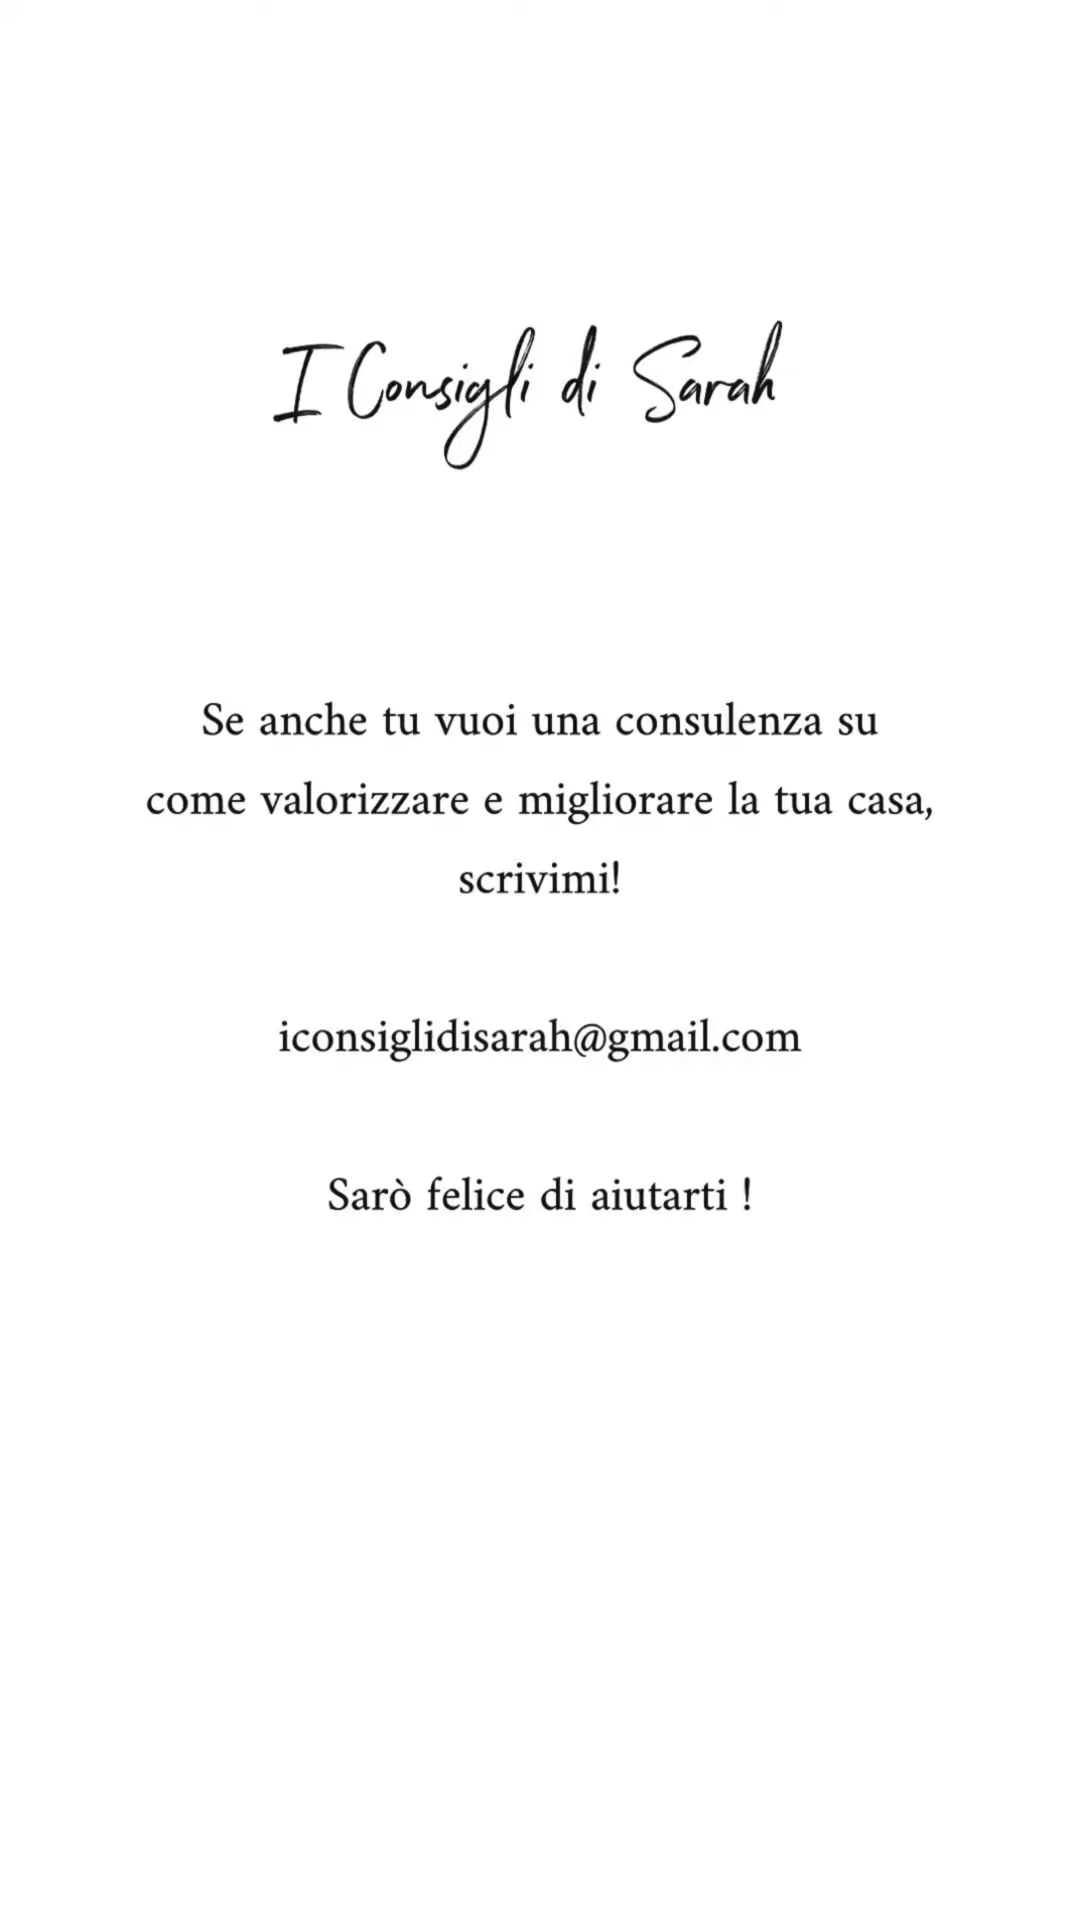 I Consigli di Sarah
Se anche tu vuoi una consulenza su
come valorizzare e migliorare la tua casa,
scrivimi!
iconsiglidisarah@gmail.com
Sarò felice di aiutarti !